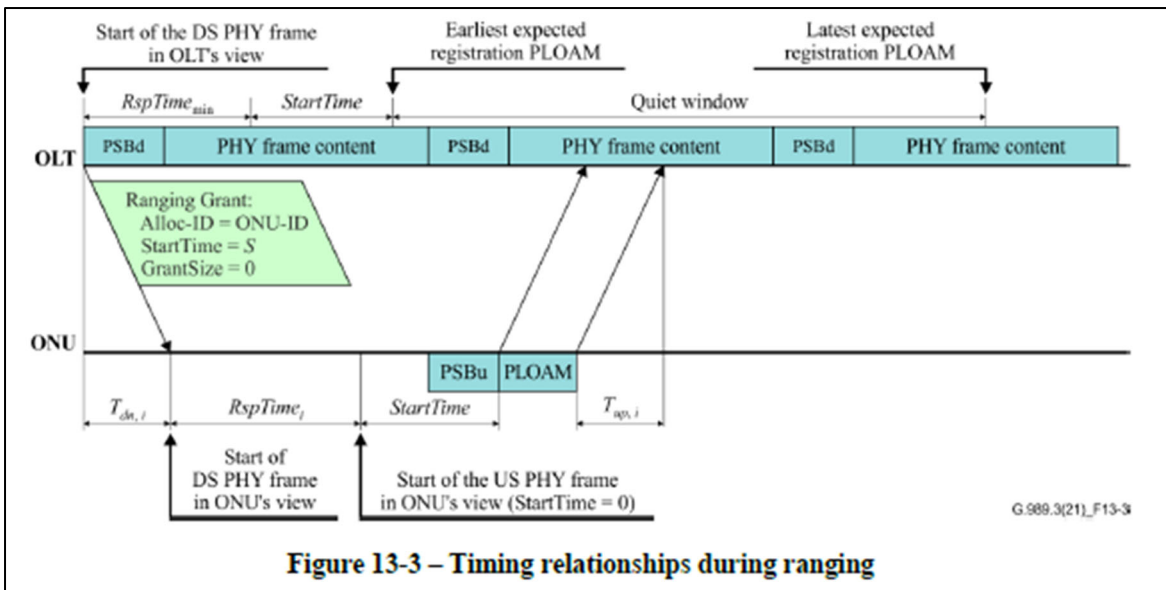 Start of the DS PHY frame
in OLT's view
Earliest expected
registration PLOAM
Latest expected
registration PLOAM
RspTimemin
StartTime
Quiet window
PSBd
PHY frame content
PSBd
PHY frame content
PSBd
PHY frame content
OLT
Ranging Grant:
Alloc-ID = ONU-ID
StartTime = S
GrantSize = 0
ONU
PSBu
PLOAM
Tdn, i
RspTimei
StartTime
Tup, i
Start of
DS PHY frame
in ONU's view
Start of the US PHY frame
in ONU's view (StartTime = 0)
G.989.3(21)_F13-3
Figure 13-3 – Timing relationships during ranging